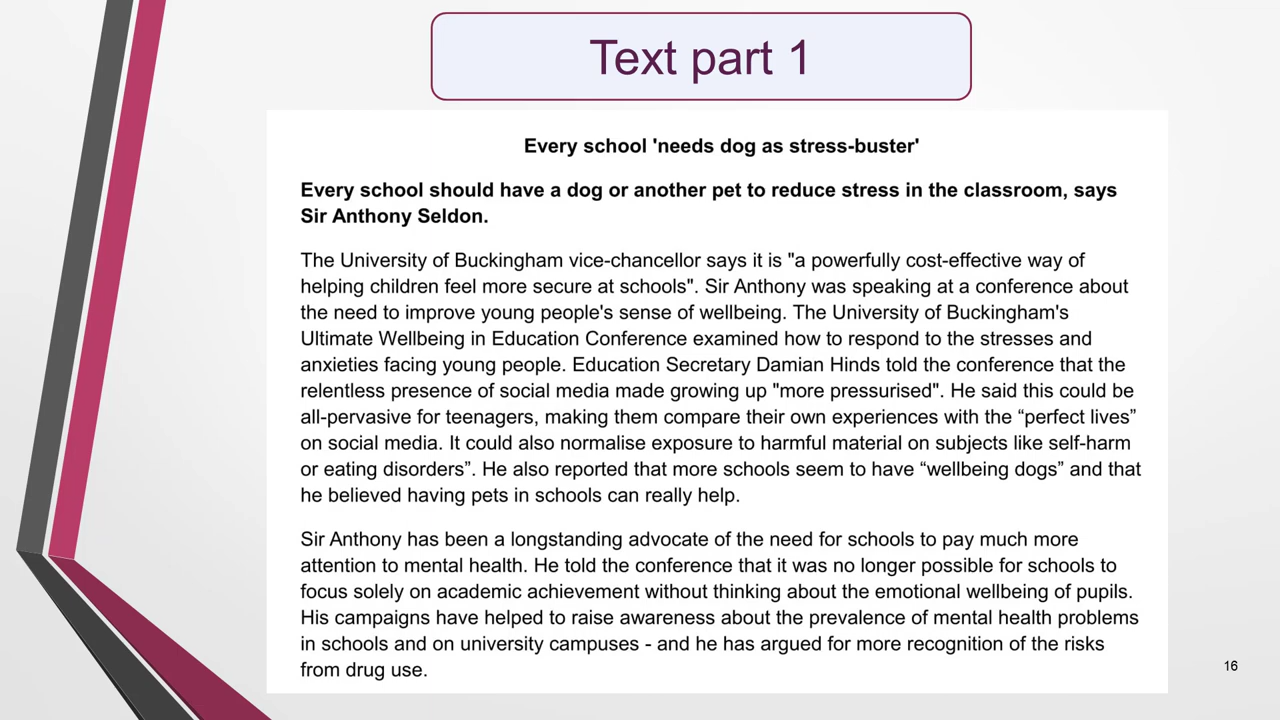 Text part 1
Every school 'needs dog as stress-buster'
Every school should have a dog or another pet to reduce stress in the classroom, says
Sir Anthony Seldon.
The University of Buckingham vice-chancellor says it is "a powerfully cost-effective way of
helping children feel more secure at schools". Sir Anthony was speaking at a conference about
the need to improve young people's sense of wellbeing. The University of Buckingham's
Ultimate Wellbeing in Education Conference examined how to respond to the stresses and
anxieties facing young people. Education Secretary Damian Hinds told the conference that the
relentless presence of social media made growing up "more pressurised". He said this could be
all-pervasive for teenagers, making them compare their own experiences with the “perfect lives”
on social media. It could also normalise exposure to harmful material on subjects like self-harm
or eating disorders”. He also reported that more schools seem to have “wellbeing dogs” and that
he believed having pets in schools can really help.
Sir Anthony has been a longstanding advocate of the need for schools to pay much more
attention to mental health. He told the conference that it was no longer possible for schools to
focus solely on academic achievement without thinking about the emotional wellbeing of pupils.
His campaigns have helped to raise awareness about the prevalence of mental health problems
in schools and on university campuses - and he has argued for more recognition of the risks
from drug use.
16